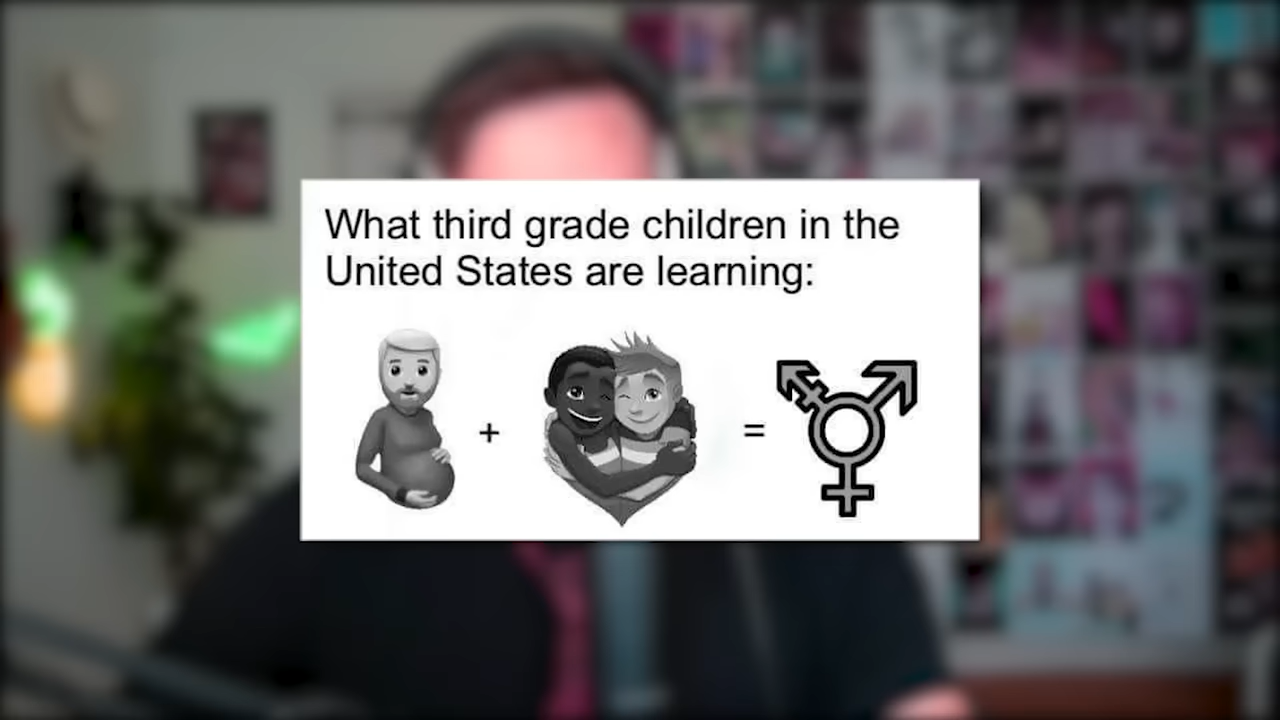 What third grade children in the
United States are learning:
+ =